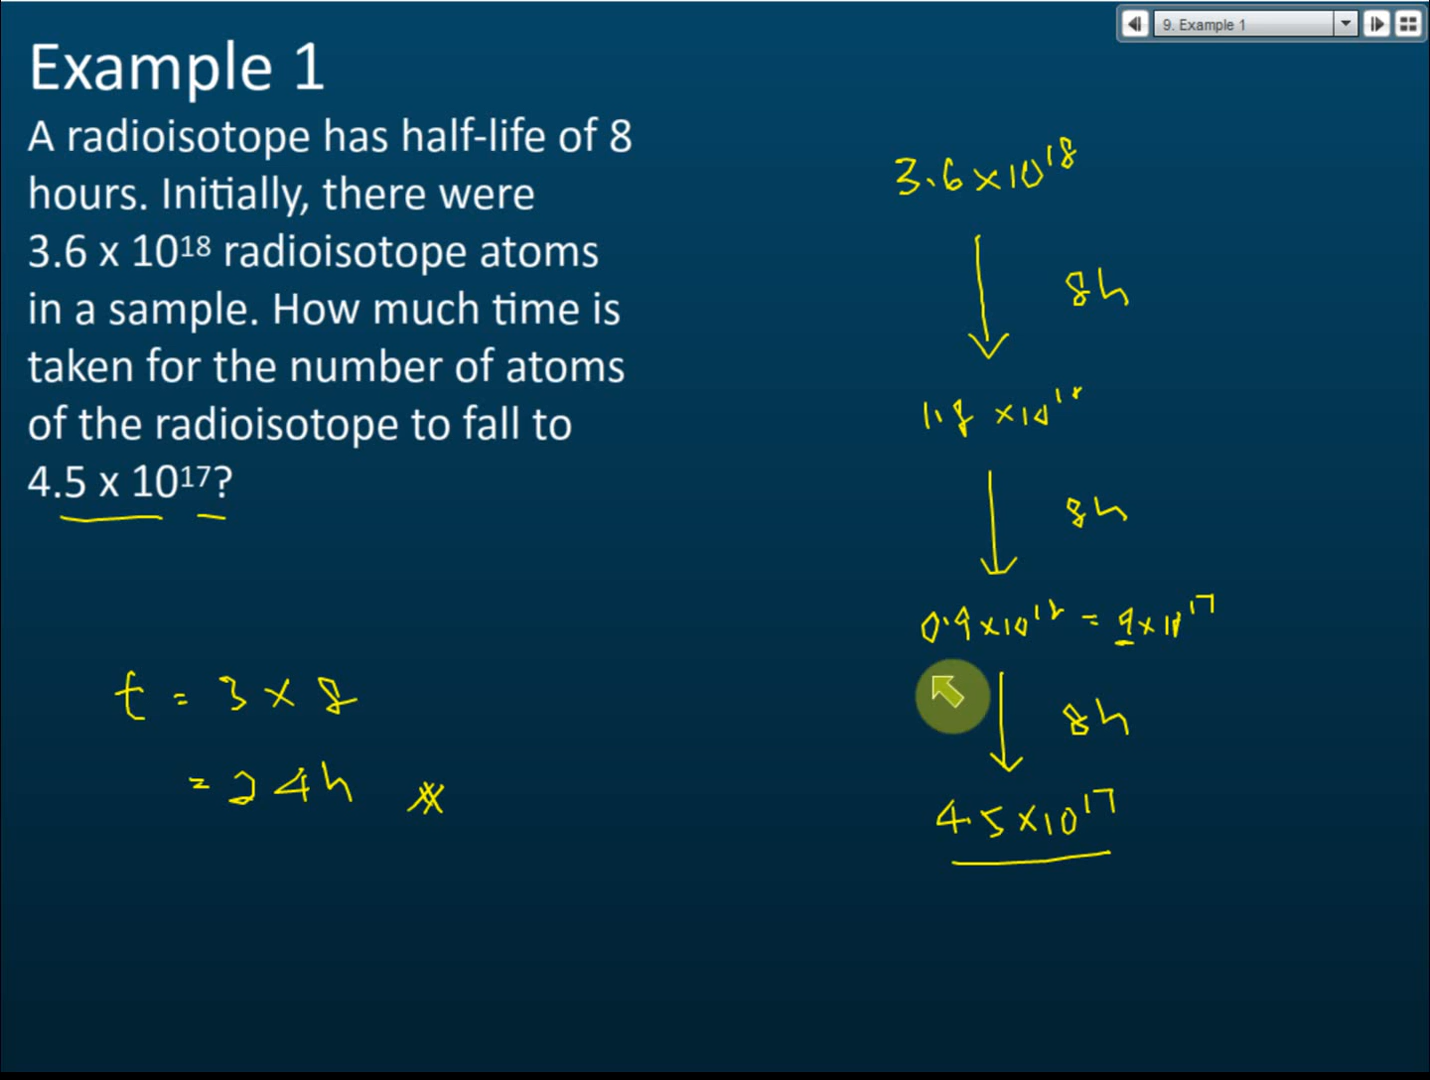 9. Example 1
Example 1
A radioisotope has half-life of 8
hours. Initially, there were
3.6 x 10¹⁸ radioisotope atoms
in a sample. How much time is
taken for the number of atoms
of the radioisotope to fall to
4.5 x 10¹⁷?
t = 3 x 8
= 24h
3.6 x 10¹⁸
8h
1.8 x 10¹⁸
8h
0.9 x 10¹⁸ = 9 x 10¹⁷
8h
4.5 x 10¹⁷